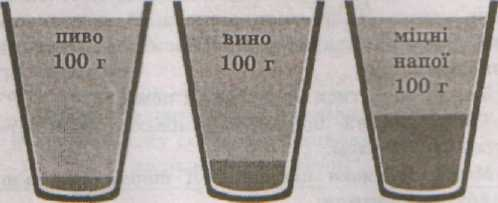 пиво
100 г
вино
100 г
міцні
напої
100 г